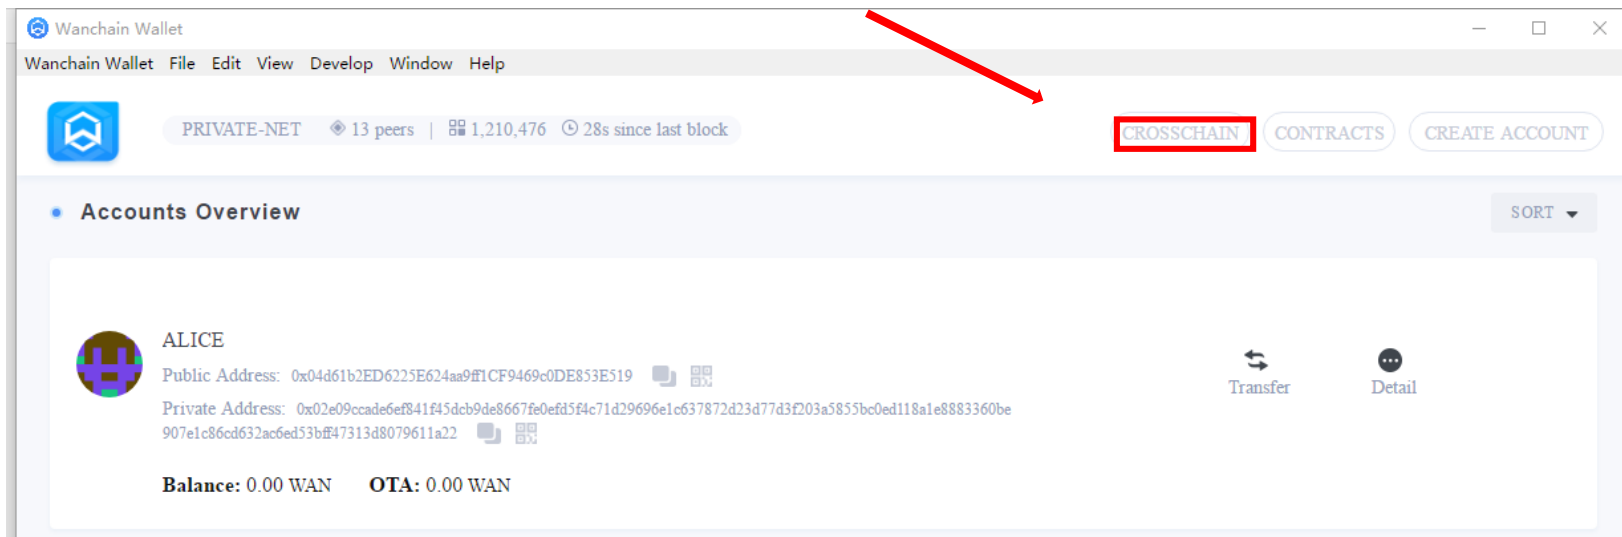 Wanchain Wallet
Wanchain Wallet File Edit View Develop Window Help
PRIVATE-NET 13 peers | 1,210,476 28s since last block CROSSCHAIN CONTRACTS CREATE ACCOUNT
Accounts Overview SORT
ALICE
Public Address: 0x04d61b2ED6225E624aa9ff1CF9469c0DE853E519
Transfer Detail
Private Address: 0x02e09ccade6ef841f45dcb9de8667fe0efd5f4c71d29696e1c637872d23d77d3f203a5855bc0ed118a1e8883360be
907e1c86cd632ac6ed53bff47313d8079611a22
Balance: 0.00 WAN OTA: 0.00 WAN